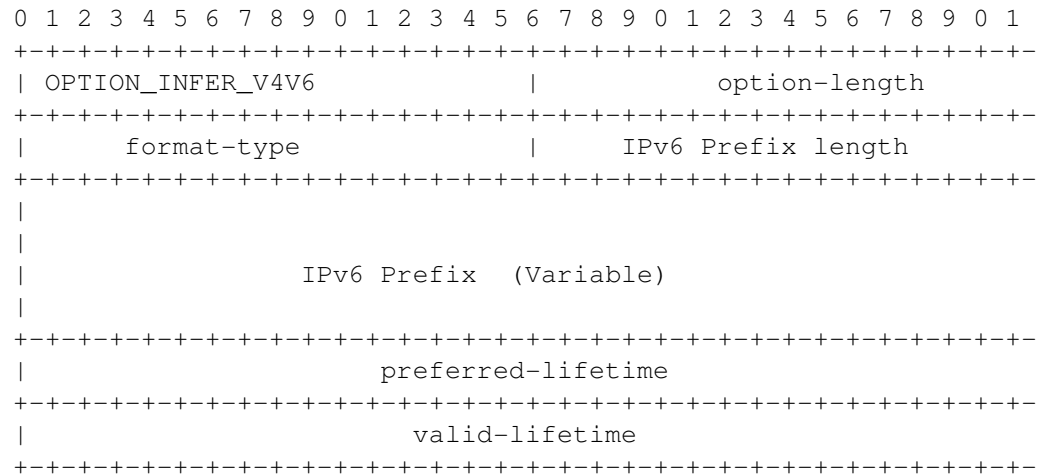 0 1 2 3 4 5 6 7 8 9 0 1 2 3 4 5 6 7 8 9 0 1 2 3 4 5 6 7 8 9 0 1
+-+-+-+-+-+-+-+-+-+-+-+-+-+-+-+-+-+-+-+-+-+-+-+-+-+-+-+-+-+-+-+-
| OPTION_INFER_V4V6             |           option-length
+-+-+-+-+-+-+-+-+-+-+-+-+-+-+-+-+-+-+-+-+-+-+-+-+-+-+-+-+-+-+-+-
|      format-type              |     IPv6 Prefix length
+-+-+-+-+-+-+-+-+-+-+-+-+-+-+-+-+-+-+-+-+-+-+-+-+-+-+-+-+-+-+-+-
|
|
|                 IPv6 Prefix  (Variable)
|
+-+-+-+-+-+-+-+-+-+-+-+-+-+-+-+-+-+-+-+-+-+-+-+-+-+-+-+-+-+-+-+-
|                      preferred-lifetime
+-+-+-+-+-+-+-+-+-+-+-+-+-+-+-+-+-+-+-+-+-+-+-+-+-+-+-+-+-+-+-+-
|                        valid-lifetime
+-+-+-+-+-+-+-+-+-+-+-+-+-+-+-+-+-+-+-+-+-+-+-+-+-+-+-+-+-+-+-+-